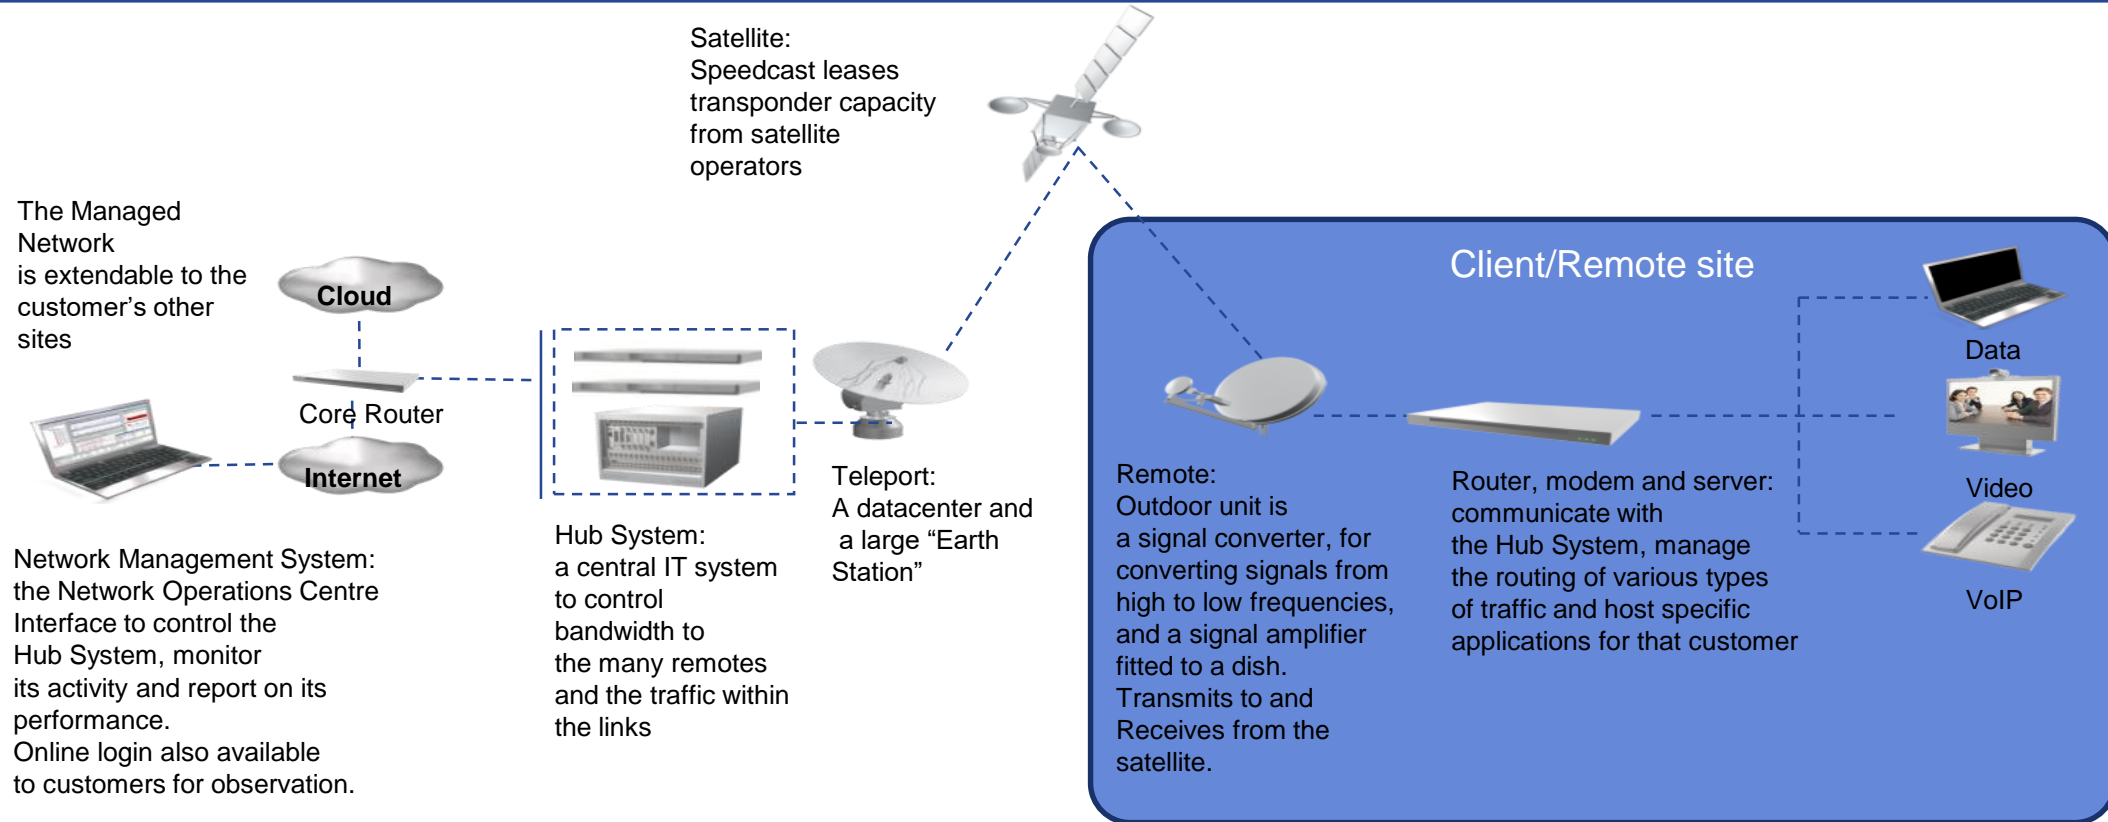 Satellite:
Speedcast leases
transponder capacity
from satellite
operators
The Managed
Network
is extendable to the
customer’s other
sites
Cloud
Core Router
Internet
Network Management System:
the Network Operations Centre
Interface to control the
Hub System, monitor
its activity and report on its
performance.
Online login also available
to customers for observation.
Hub System:
a central IT system
to control
bandwidth to
the many remotes
and the traffic within
the links
Teleport:
A datacenter and
a large “Earth
Station”
Client/Remote site
Remote:
Outdoor unit is
a signal converter, for
converting signals from
high to low frequencies,
and a signal amplifier
fitted to a dish.
Transmits to and
Receives from the
satellite.
Router, modem and server:
communicate with
the Hub System, manage
the routing of various types
of traffic and host specific
applications for that customer
Data
Video
VoIP